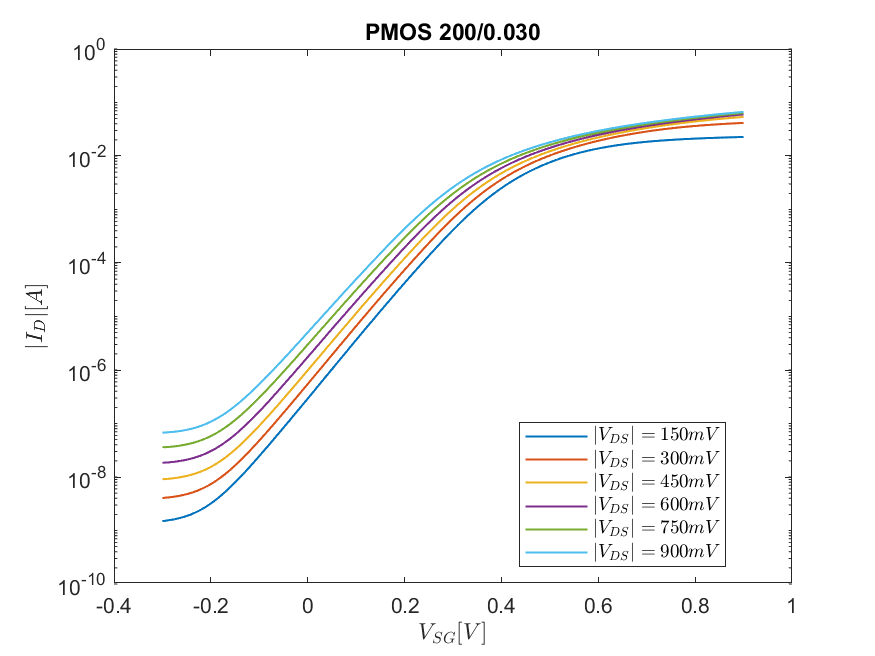 PMOS 200/0.030
10^0
10^-2
10^-4
10^-6
10^-8
10^-10
|I_D|[A]
|V_DS| = 150mV
|V_DS| = 300mV
|V_DS| = 450mV
|V_DS| = 600mV
|V_DS| = 750mV
|V_DS| = 900mV
-0.4 -0.2 0 0.2 0.4 0.6 0.8 1
V_SG[V]